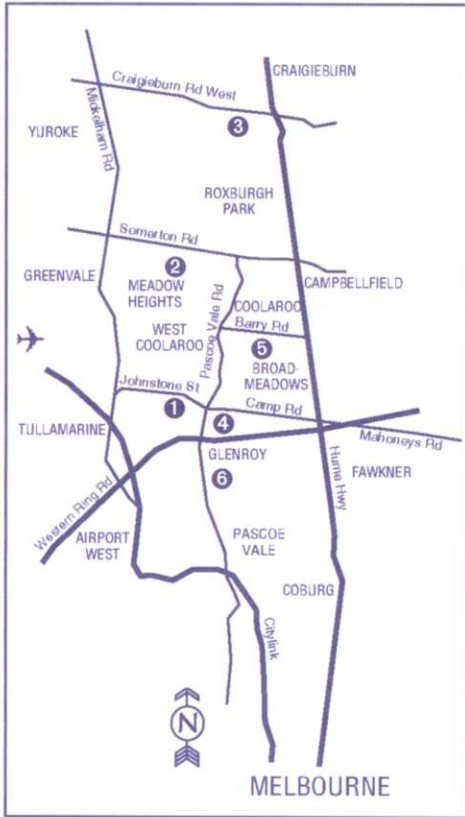 CRAIGIEBURN
Craigieburn Rd West
Mickelham Rd
3
YUROKE
ROXBURGH
PARK
Somerton Rd
GREENVALE
2
MEADOW
HEIGHTS
CAMPBELLFIELD
Pascoe Vale Rd
COOLAROO
WEST
COOLAROO
Barry Rd
5
BROAD-
MEADOWS
Johnstone St
1
4
Camp Rd
Mahoneys Rd
TULLAMARINE
GLENROY
Hume Hwy
FAWKNER
Western Ring Rd
6
AIRPORT
WEST
PASCOE
VALE
COBURG
Citylink
N
MELBOURNE